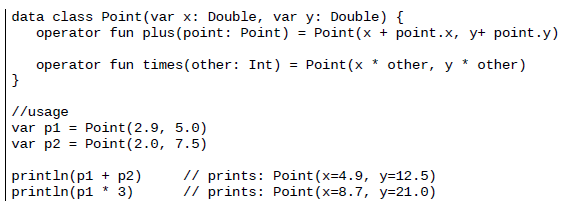 data class Point(var x: Double, var y: Double) {
operator fun plus(point: Point) = Point(x + point.x, y+ point.y)
operator fun times(other: Int) = Point(x * other, y * other)
}
//usage
var p1 = Point(2.9, 5.0)
var p2 = Point(2.0, 7.5)
println(p1 + p2)     // prints: Point(x=4.9, y=12.5)
println(p1 * 3)      // prints: Point(x=8.7, y=21.0)